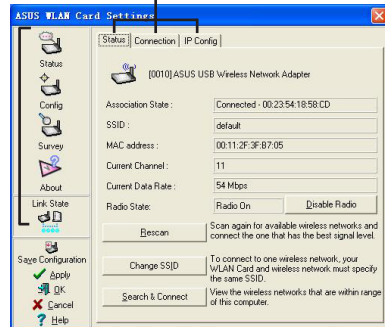 ASUS WLAN Card Settings
Status
Config
Survey
About
Link State
Save Configuration
Apply
OK
Cancel
Help
Status Connection IP Config
[0010] ASUS USB Wireless Network Adapter
Association State : Connected - 00:23:54:18:58:CD
SSID : default
MAC address : 00:11:2F:3F:B7:05
Current Channel : 11
Current Data Rate : 54 Mbps
Radio State: Radio On Disable Radio
Rescan Scan again for available wireless networks and
connect the one that has the best signal level.
Change SSID To connect to one wireless network, your
WLAN Card and wireless network must specify
the same SSID.
Search & Connect View the wireless networks that are within range
of this computer.